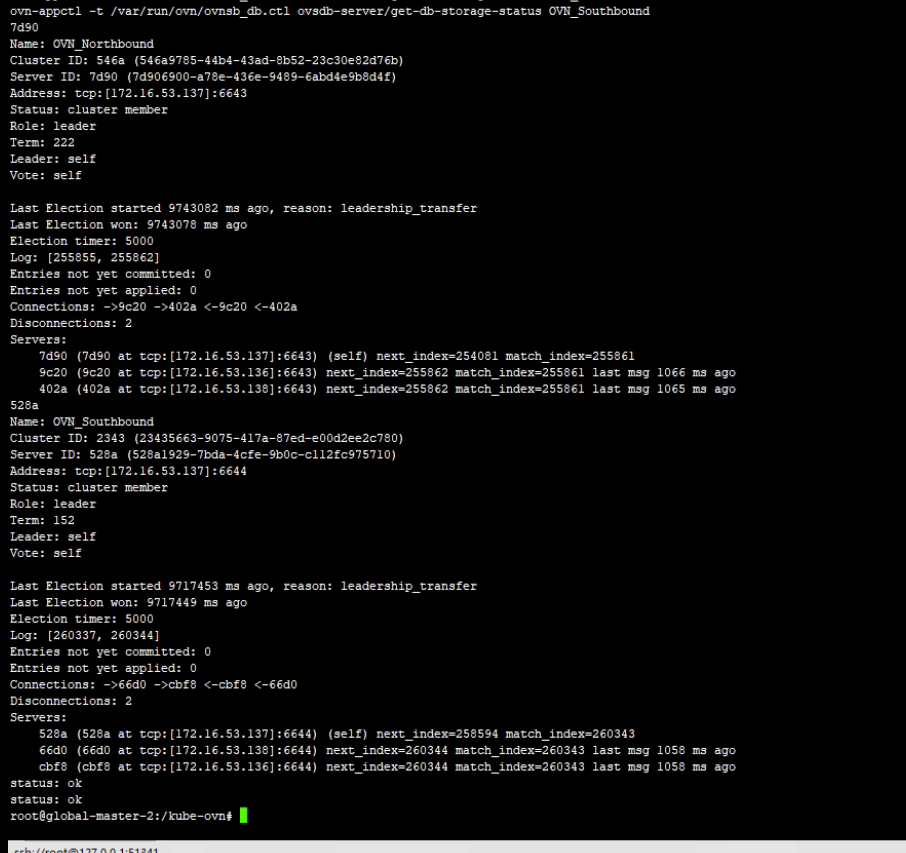 ovn-appctl -t /var/run/ovn/ovnsb_db.ctl ovsdb-server/get-db-storage-status OVN_Southbound
7d90
Name: OVN_Northbound
Cluster ID: 546a (546a9785-44b4-43ad-8b52-23c30e82d76b)
Server ID: 7d90 (7d906900-a78e-436e-9489-6abd4e9b8d4f)
Address: tcp:[172.16.53.137]:6643
Status: cluster member
Role: leader
Term: 222
Leader: self
Vote: self
Last Election started 9743082 ms ago, reason: leadership_transfer
Last Election won: 9743078 ms ago
Election timer: 5000
Log: [255855, 255862]
Entries not yet committed: 0
Entries not yet applied: 0
Connections: ->9c20 ->402a <-9c20 <-402a
Disconnections: 2
Servers:
7d90 (7d90 at tcp:[172.16.53.137]:6643) (self) next_index=254081 match_index=255861
9c20 (9c20 at tcp:[172.16.53.136]:6643) next_index=255862 match_index=255861 last msg 1066 ms ago
402a (402a at tcp:[172.16.53.138]:6643) next_index=255862 match_index=255861 last msg 1065 ms ago
528a
Name: OVN_Southbound
Cluster ID: 2343 (23435663-9075-417a-87ed-e00d2ee2c780)
Server ID: 528a (528a1929-7bda-4cfe-9b0c-c112fc975710)
Address: tcp:[172.16.53.137]:6644
Status: cluster member
Role: leader
Term: 152
Leader: self
Vote: self
Last Election started 9717453 ms ago, reason: leadership_transfer
Last Election won: 9717449 ms ago
Election timer: 5000
Log: [260337, 260344]
Entries not yet committed: 0
Entries not yet applied: 0
Connections: ->66d0 ->cbf8 <-cbf8 <-66d0
Disconnections: 2
Servers:
528a (528a at tcp:[172.16.53.137]:6644) (self) next_index=258594 match_index=260343
66d0 (66d0 at tcp:[172.16.53.138]:6644) next_index=260344 match_index=260343 last msg 1058 ms ago
cbf8 (cbf8 at tcp:[172.16.53.136]:6644) next_index=260344 match_index=260343 last msg 1058 ms ago
status: ok
status: ok
root@global-master-2:/kube-ovn#
ssh://root@127.0.0.1:51341